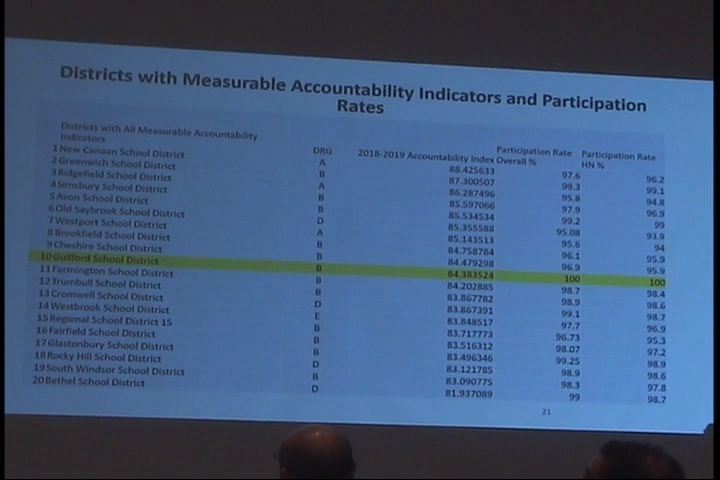 Districts with Measurable Accountability Indicators and Participation
Rates
Districts with All Measurable Accountability
Indicators DRG 2018-2019 Accountability Index Participation Rate Overall % Participation Rate HN %
1 New Canaan School District A 88.425633 97.6 96.2
2 Greenwich School District B 87.300507 99.3 99.1
3 Ridgefield School District A 86.287496 95.8 94.8
4 Simsbury School District B 85.597066 97.9 96.9
5 Avon School District B 85.534534 99.2 99
6 Old Saybrook School District D 85.355588 95.08 93.9
7 Westport School District A 85.143513 95.6 94
8 Brookfield School District B 84.758784 96.1 95.9
9 Cheshire School District B 84.479298 96.9 95.9
10 Guilford School District B 84.383524 100 100
11 Farmington School District B 84.202885 98.7 98.4
12 Trumbull School District B 83.867782 98.9 98.6
13 Cromwell School District D 83.867391 99.1 98.7
14 Westbrook School District E 83.848517 97.7 96.9
15 Regional School District 15 B 83.717773 96.73 95.3
16 Fairfield School District B 83.516312 98.07 97.2
17 Glastonbury School District B 83.496346 99.25 98.9
18 Rocky Hill School District D 83.121785 98.9 98.6
19 South Windsor School District B 83.090775 98.3 97.8
20 Bethel School District D 81.937089 99 98.7
21